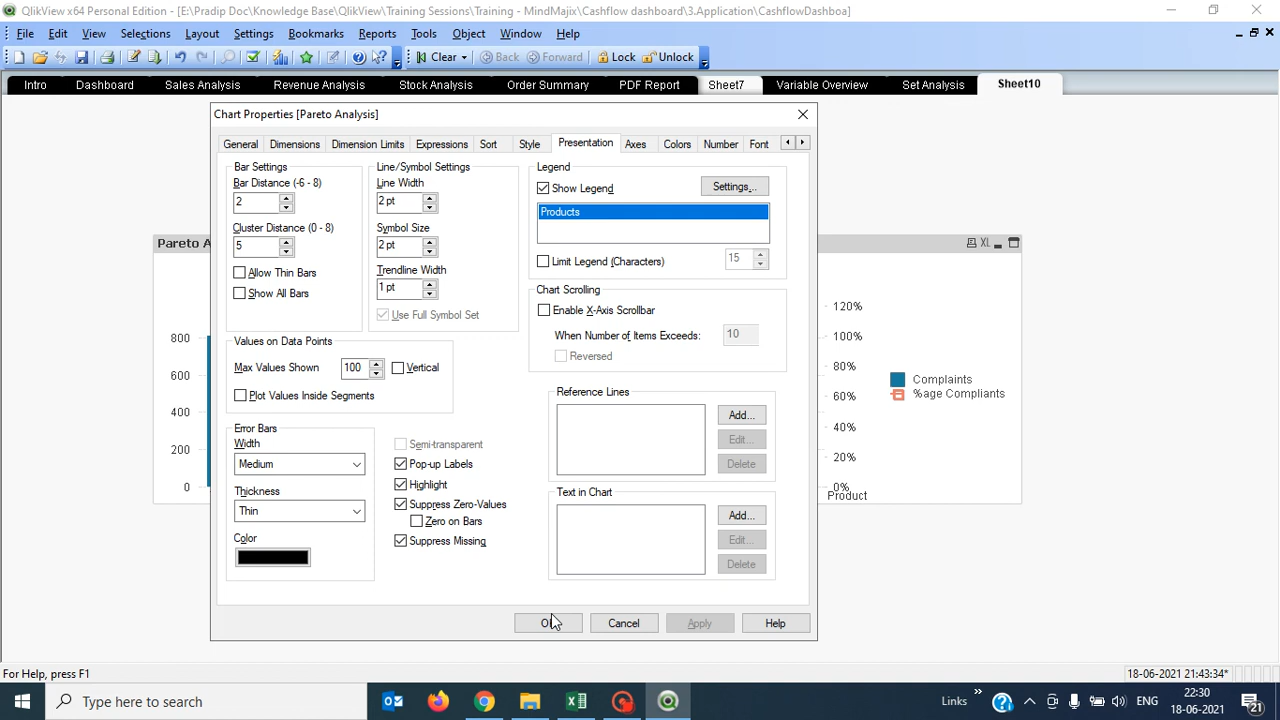 QlikView x64 Personal Edition - [E:\Pradip Doc\Knowledge Base\QlikView\Training Sessions\Training - MindMajix\Cashflow dashboard\3.Application\CashflowDashboa]
File Edit View Selections Layout Settings Bookmarks Reports Tools Object Window Help
Clear Back Forward Lock Unlock
Intro Dashboard Sales Analysis Revenue Analysis Stock Analysis Order Summary PDF Report Sheet7 Variable Overview Set Analysis Sheet10
Chart Properties [Pareto Analysis]
General Dimensions Dimension Limits Expressions Sort Style Presentation Axes Colors Number Font
Bar Settings
Bar Distance (-6 - 8)
2
Cluster Distance (0 - 8)
5
Allow Thin Bars
Show All Bars
Line/Symbol Settings
Line Width
2 pt
Symbol Size
2 pt
Trendline Width
1 pt
Use Full Symbol Set
Legend
Show Legend Settings...
Products
Limit Legend (Characters) 15
Chart Scrolling
Enable X-Axis Scrollbar
When Number of Items Exceeds: 10
Reversed
Values on Data Points
Max Values Shown 100 Vertical
Plot Values Inside Segments
Error Bars
Width
Medium
Thickness
Thin
Color
Semi-transparent
Pop-up Labels
Highlight
Suppress Zero-Values
Zero on Bars
Suppress Missing
Reference Lines
Add...
Edit...
Delete
Text in Chart
Add...
Edit...
Delete
Cancel Apply Help
Pareto A
XL
800
600
400
200
0
120%
100%
80%
60%
40%
20%
0%
Product
Complaints
%age Compliants
For Help, press F1
18-06-2021 21:43:34*
Type here to search
Links
ENG
22:30
18-06-2021
21